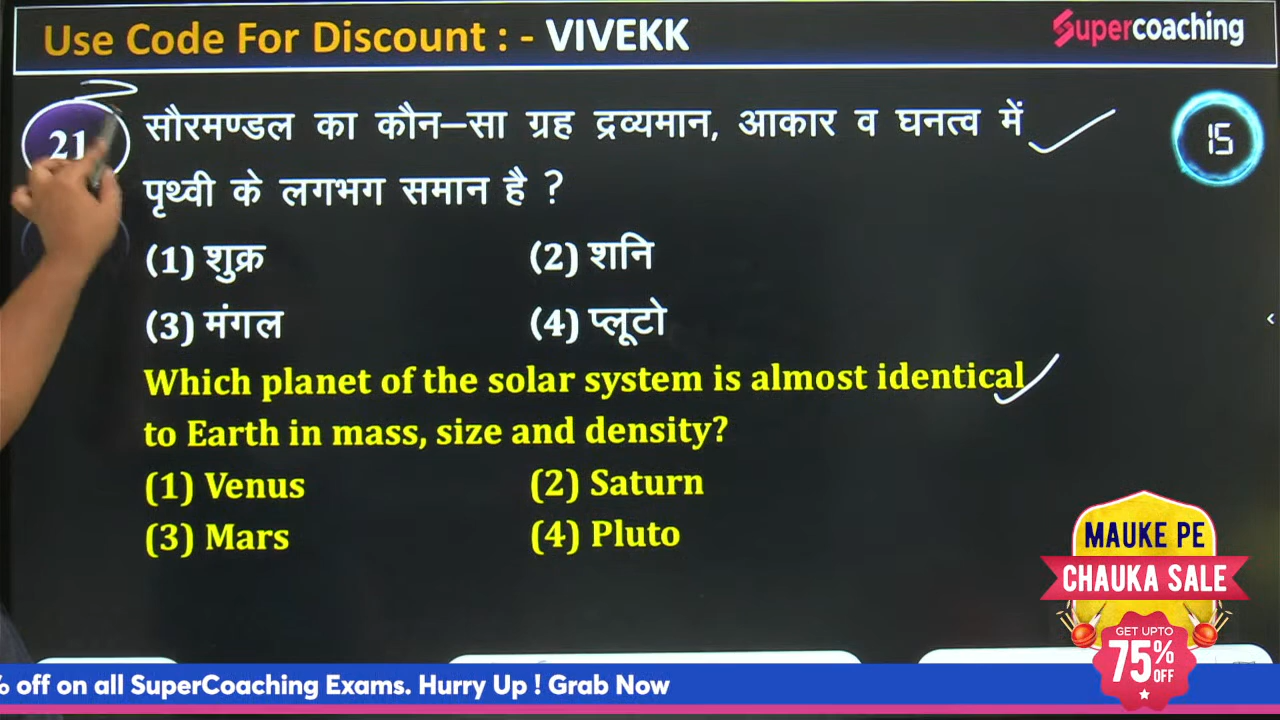 Use Code For Discount : - VIVEKK
Supercoaching
21
सौरमण्डल का कौन–सा ग्रह द्रव्यमान, आकार व घनत्व में
15
पृथ्वी के लगभग समान है ?
(1) शुक्र (2) शनि
(3) मंगल (4) प्लूटो
Which planet of the solar system is almost identical
to Earth in mass, size and density?
(1) Venus (2) Saturn
(3) Mars (4) Pluto
MAUKE PE
CHAUKA SALE
GET UPTO
75%
OFF
% off on all SuperCoaching Exams. Hurry Up ! Grab Now